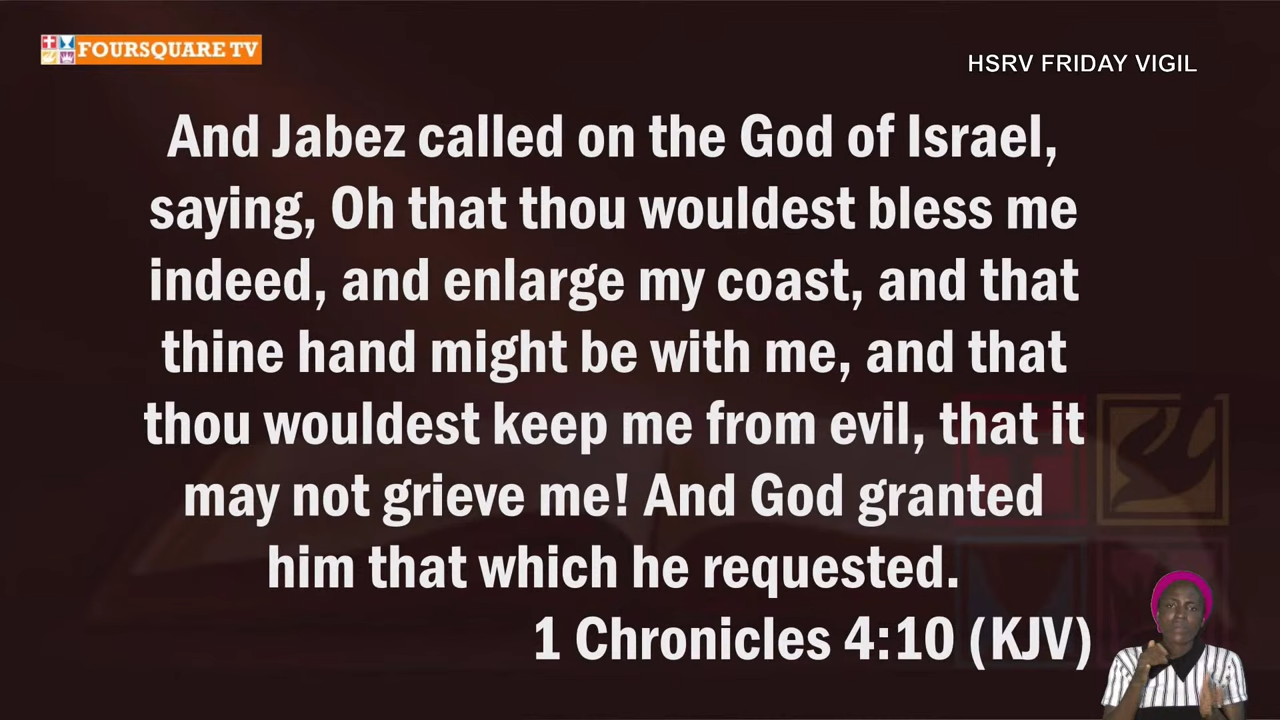 FOURSQUARE TV
HSRV FRIDAY VIGIL
And Jabez called on the God of Israel,
saying, Oh that thou wouldest bless me
indeed, and enlarge my coast, and that
thine hand might be with me, and that
thou wouldest keep me from evil, that it
may not grieve me! And God granted
him that which he requested.
1 Chronicles 4:10 (KJV)